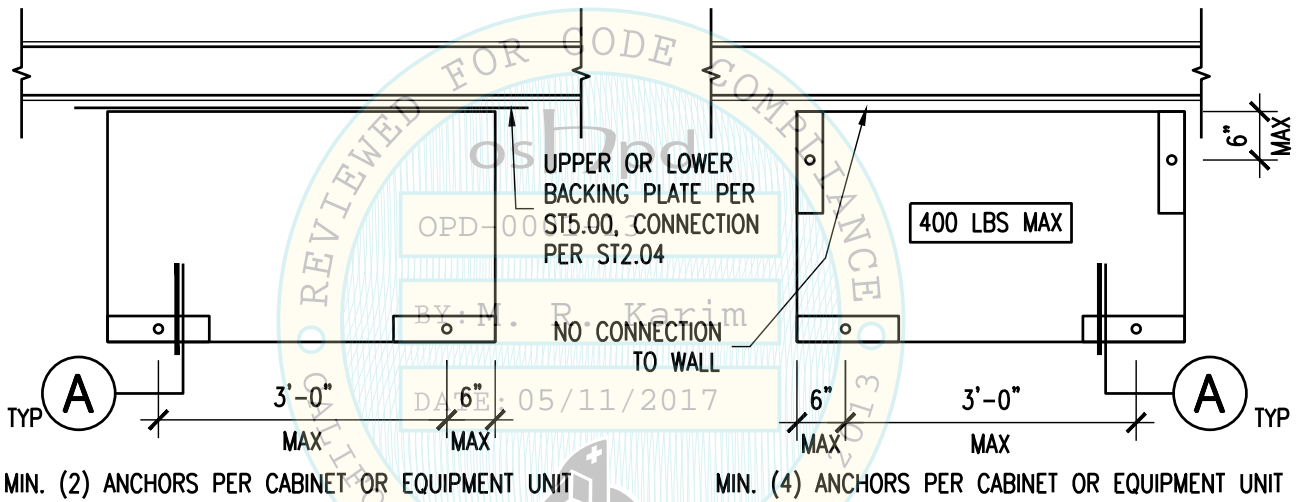 REVIEWED FOR CODE COMPLIANCE
oshpd
UPPER OR LOWER
BACKING PLATE PER
ST5.00, CONNECTION
PER ST2.04
6"
MAX
400 LBS MAX
BY: M. R. Karim
NO CONNECTION
TO WALL
DATE: 05/11/2017
A
TYP
3'-0"
MAX
6"
MAX
6"
MAX
3'-0"
MAX
A
TYP
2013
MIN. (2) ANCHORS PER CABINET OR EQUIPMENT UNIT
MIN. (4) ANCHORS PER CABINET OR EQUIPMENT UNIT